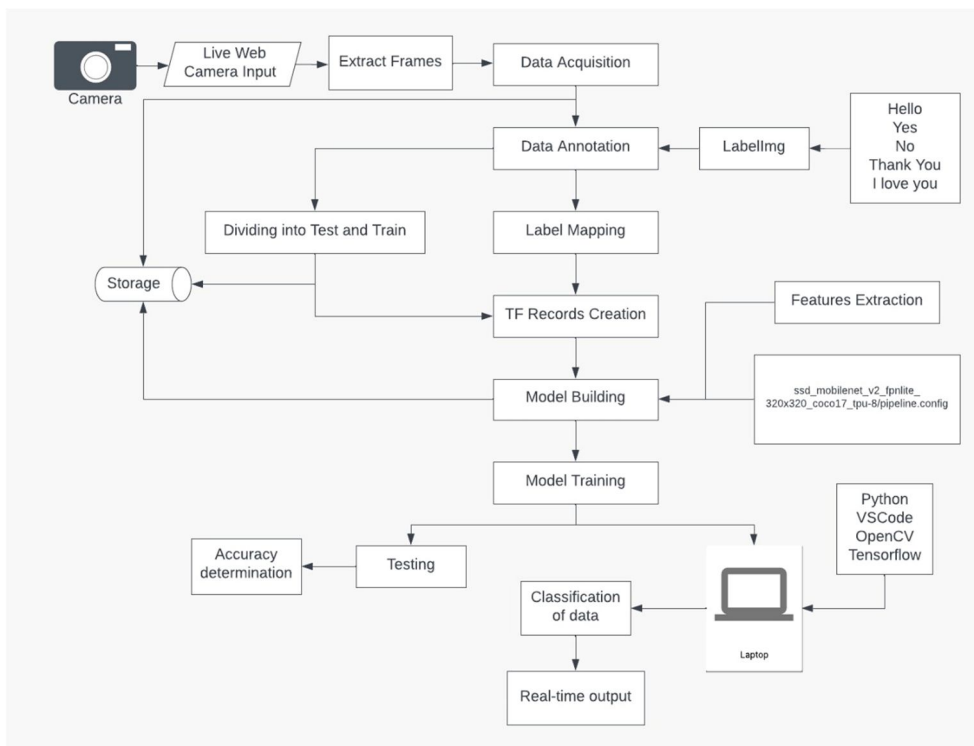 Live Web
Camera Input
Extract Frames
Data Acquisition
Camera
Hello
Yes
No
Thank You
I love you
Data Annotation
LabelImg
Dividing into Test and Train
Label Mapping
Storage
TF Records Creation
Features Extraction
Model Building
ssd_mobilenet_v2_fpnlite_
320x320_coco17_tpu-8/pipeline.config
Model Training
Python
VSCode
OpenCV
Tensorflow
Accuracy
determination
Testing
Classification
of data
Laptop
Real-time output